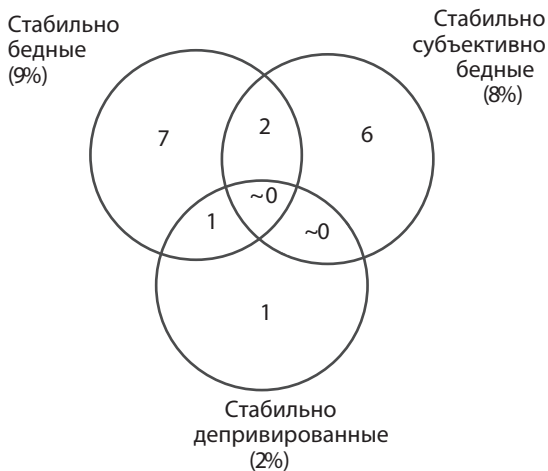 Стабильно
бедные
(9%)
Стабильно
субъективно
бедные
(8%)
7
2
6
~0
1
~0
1
Стабильно
депривированные
(2%)